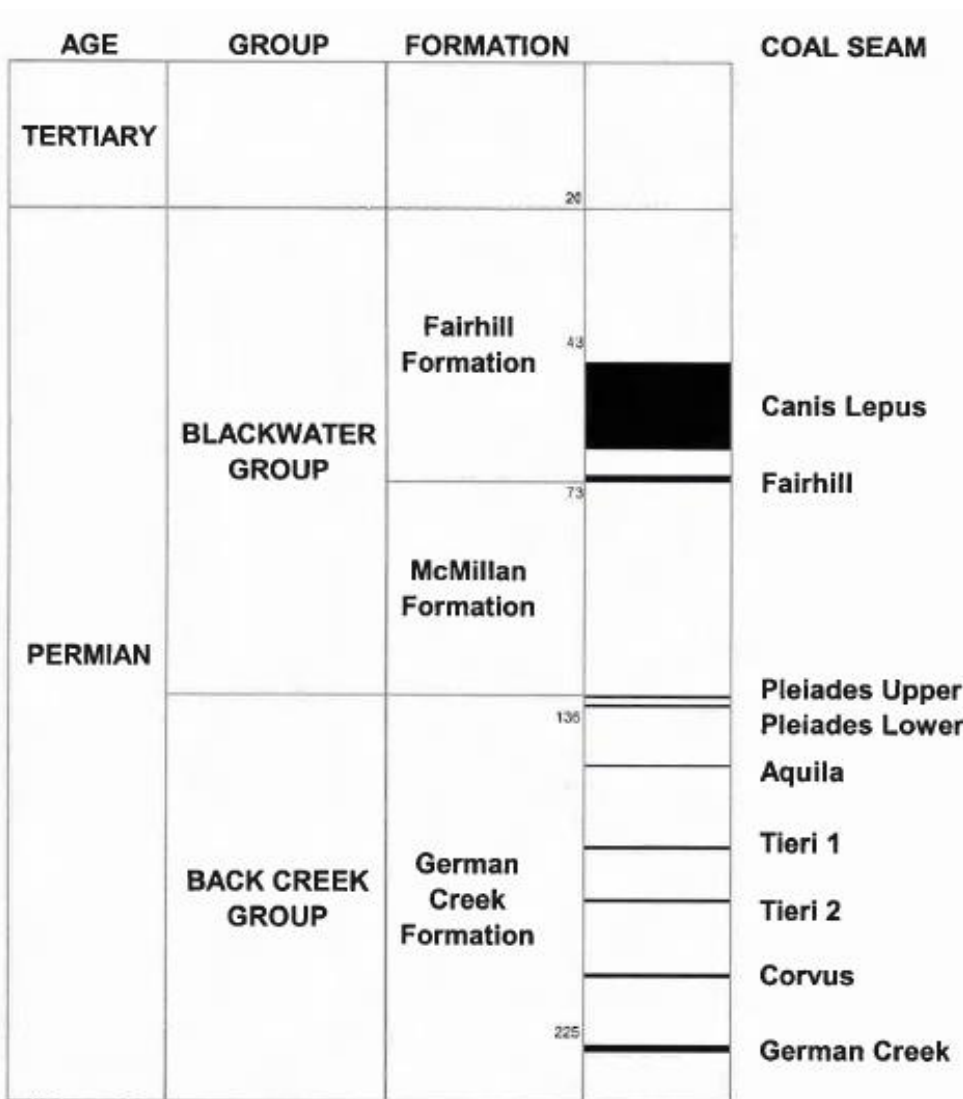 AGE GROUP FORMATION COAL SEAM
TERTIARY
26
Fairhill
Formation
43
Canis Lepus
BLACKWATER
GROUP
Fairhill
73
McMillan
Formation
PERMIAN
Pleiades Upper
136
Pleiades Lower
Aquila
Tieri 1
German
Creek
Formation
BACK CREEK
GROUP
Tieri 2
Corvus
225
German Creek